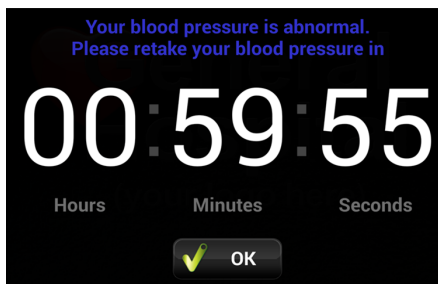 Your blood pressure is abnormal.
Please retake your blood pressure in
00:59:55
Hours Minutes Seconds
OK